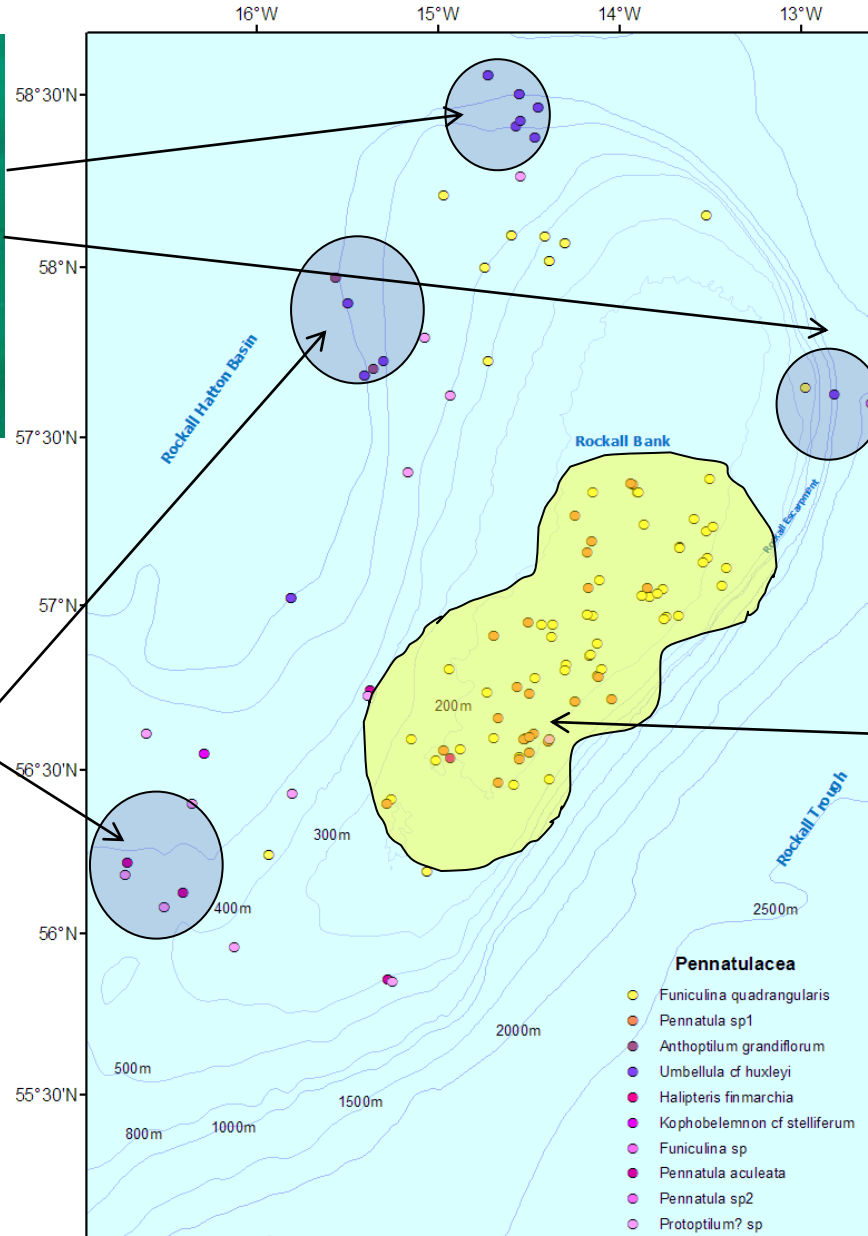 16°W
15°W
14°W
13°W
58°30'N
58°N
57°30'N
57°N
56°30'N
56°N
55°30'N
Rockall Hatton Basin
Rockall Bank
Rockall Escarpment
200m
300m
400m
Rockall Trough
2500m
2000m
500m
1500m
1000m
800m
Pennatulacea
Funiculina quadrangularis
Pennatula sp1
Anthoptilum grandiflorum
Umbellula cf huxleyi
Halipteris finmarchia
Kophobelemnon cf stelliferum
Funiculina sp
Pennatula aculeata
Pennatula sp2
Protoptilum? sp